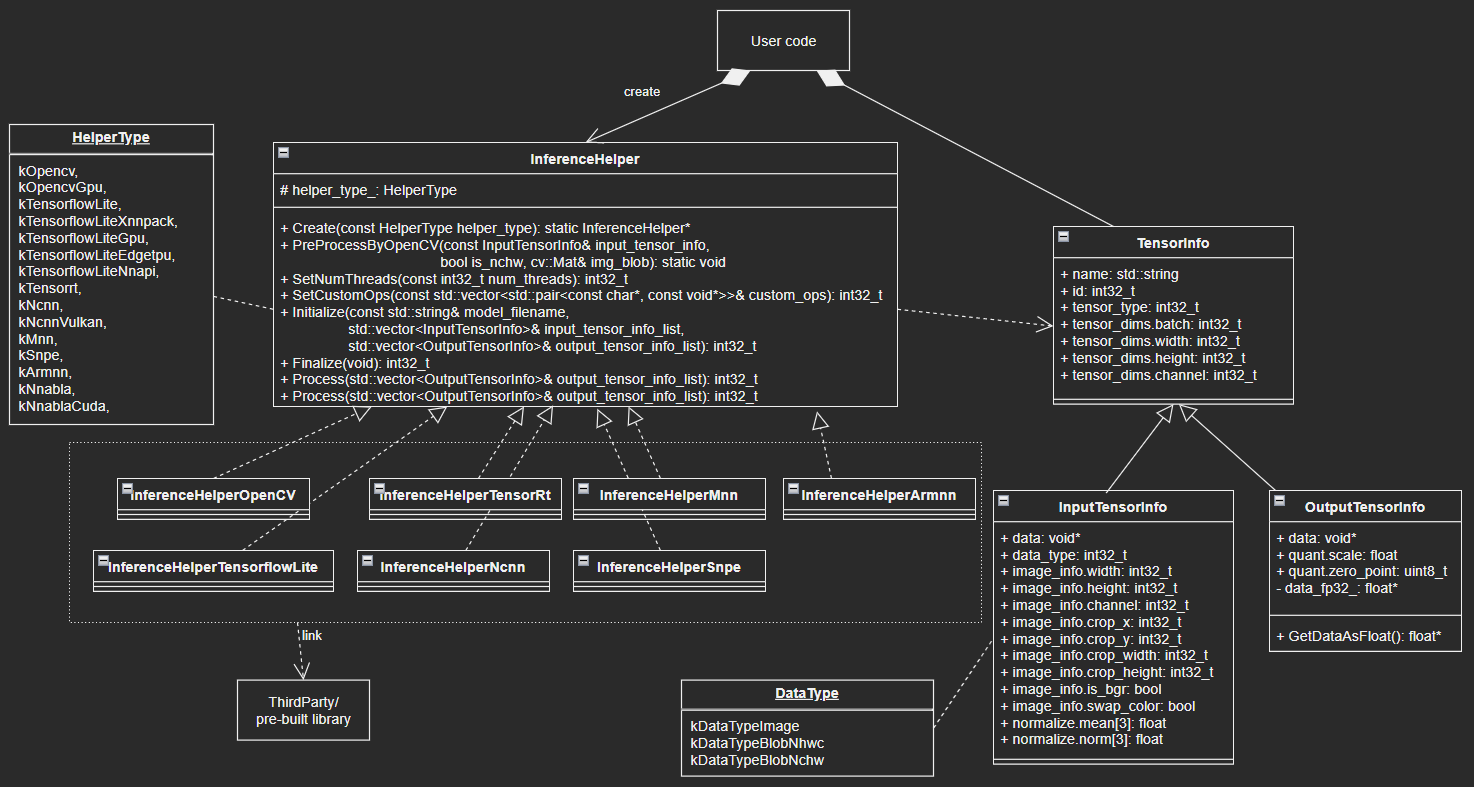 User code
create
HelperType
kOpencv,
kOpencvGpu,
kTensorflowLite,
kTensorflowLiteXnnpack,
kTensorflowLiteGpu,
kTensorflowLiteEdgetpu,
kTensorflowLiteNnapi,
kTensorrt,
kNcnn,
kNcnnVulkan,
kMnn,
kSnpe,
kArmnn,
kNnabla,
kNnablaCuda,
InferenceHelper
# helper_type_: HelperType
+ Create(const HelperType helper_type): static InferenceHelper*
+ PreProcessByOpenCV(const InputTensorInfo& input_tensor_info,
bool is_nchw, cv::Mat& img_blob): static void
+ SetNumThreads(const int32_t num_threads): int32_t
+ SetCustomOps(const std::vector<std::pair<const char*, const void*>>& custom_ops): int32_t
+ Initialize(const std::string& model_filename,
std::vector<InputTensorInfo>& input_tensor_info_list,
std::vector<OutputTensorInfo>& output_tensor_info_list): int32_t
+ Finalize(void): int32_t
+ Process(std::vector<OutputTensorInfo>& output_tensor_info_list): int32_t
+ Process(std::vector<OutputTensorInfo>& output_tensor_info_list): int32_t
TensorInfo
+ name: std::string
+ id: int32_t
+ tensor_type: int32_t
+ tensor_dims.batch: int32_t
+ tensor_dims.width: int32_t
+ tensor_dims.height: int32_t
+ tensor_dims.channel: int32_t
InferenceHelperOpenCV
InferenceHelperTensorRt
InferenceHelperMnn
InferenceHelperArmnn
InferenceHelperTensorflowLite
InferenceHelperNcnn
InferenceHelperSnpe
link
ThirdParty/
pre-built library
InputTensorInfo
+ data: void*
+ data_type: int32_t
+ image_info.width: int32_t
+ image_info.height: int32_t
+ image_info.channel: int32_t
+ image_info.crop_x: int32_t
+ image_info.crop_y: int32_t
+ image_info.crop_width: int32_t
+ image_info.crop_height: int32_t
+ image_info.is_bgr: bool
+ image_info.swap_color: bool
+ normalize.mean[3]: float
+ normalize.norm[3]: float
OutputTensorInfo
+ data: void*
+ quant.scale: float
+ quant.zero_point: uint8_t
- data_fp32_: float*
+ GetDataAsFloat(): float*
DataType
kDataTypeImage
kDataTypeBlobNhwc
kDataTypeBlobNchw